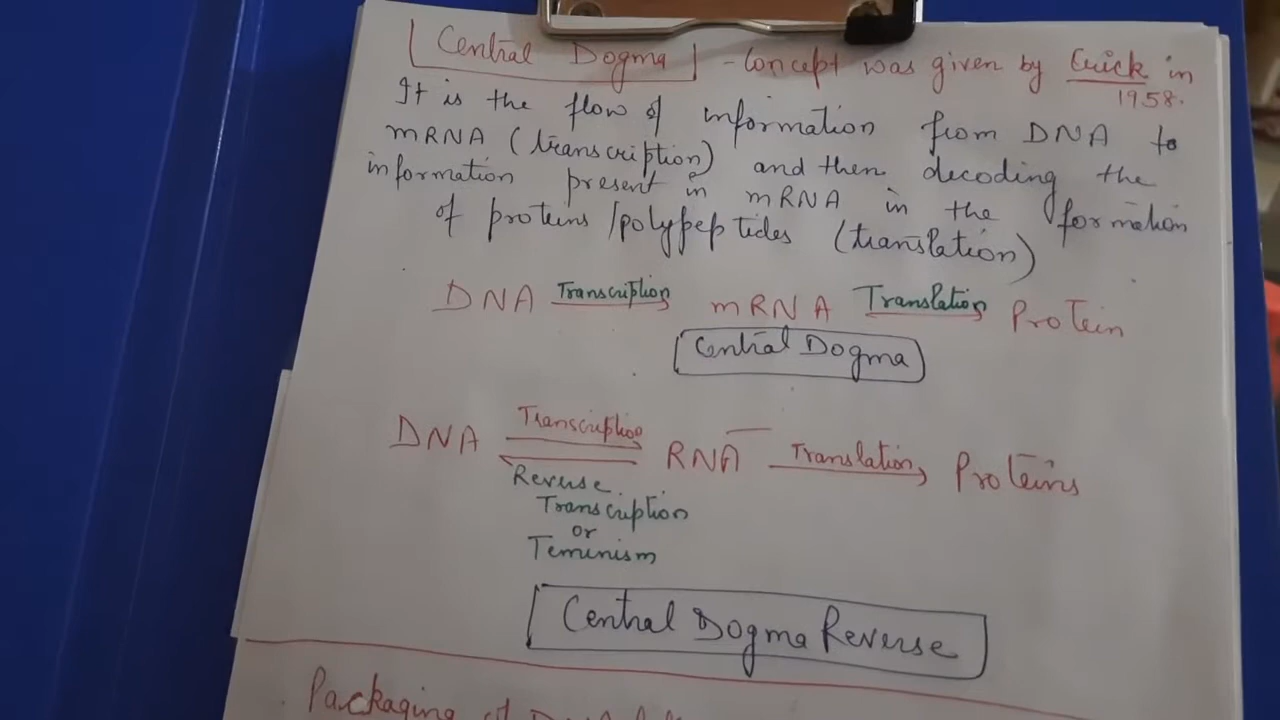 Central Dogma - Concept was given by Crick in
1958.
It is the flow of information from DNA to
mRNA (transcription) and then decoding the
information present in mRNA in the formation
of proteins/polypeptides (translation)
DNA Transcription mRNA Translation Protein
Central Dogma
DNA Transcription RNA Translation Proteins
Reverse
Transcription
or
Teminism
Central Dogma Reverse
Packaging of DNA